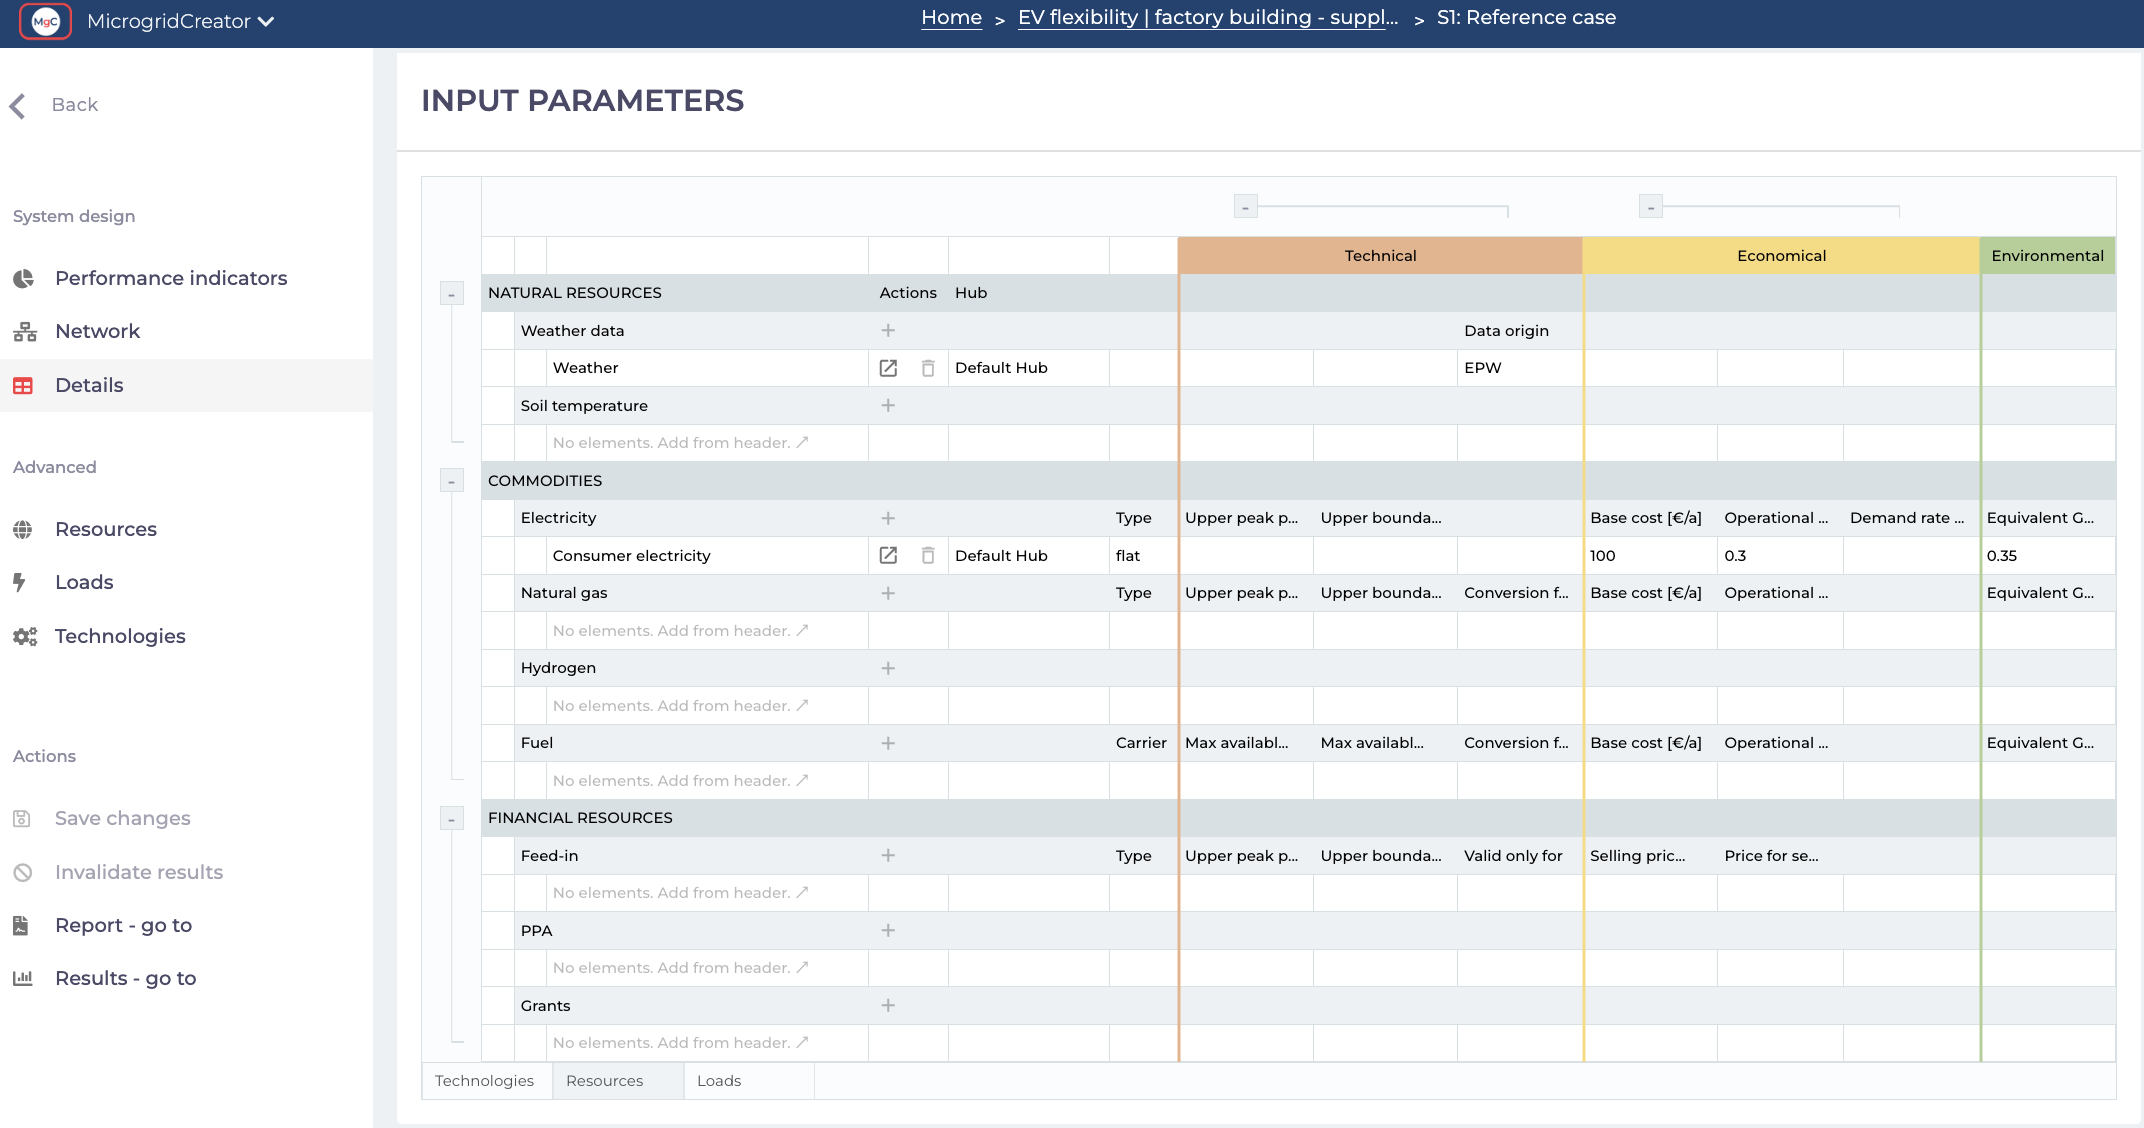 MgC MicrogridCreator Home > EV flexibility | factory building - suppl... > S1: Reference case
Back
INPUT PARAMETERS
System design
Performance indicators
Network
Details
Advanced
Resources
Loads
Technologies
Actions
Save changes
Invalidate results
Report - go to
Results - go to
- -
Technical Economical Environmental
- NATURAL RESOURCES Actions Hub
Weather data + Data origin
Weather Default Hub EPW
Soil temperature +
No elements. Add from header. ↗
- COMMODITIES
Electricity + Type Upper peak p... Upper bounda... Base cost [€/a] Operational ... Demand rate ... Equivalent G...
Consumer electricity Default Hub flat 100 0.3 0.35
Natural gas + Type Upper peak p... Upper bounda... Conversion f... Base cost [€/a] Operational ... Equivalent G...
No elements. Add from header. ↗
Hydrogen +
No elements. Add from header. ↗
Fuel + Carrier Max availabl... Max availabl... Conversion f... Base cost [€/a] Operational ... Equivalent G...
No elements. Add from header. ↗
- FINANCIAL RESOURCES
Feed-in + Type Upper peak p... Upper bounda... Valid only for Selling pric... Price for se...
No elements. Add from header. ↗
PPA +
No elements. Add from header. ↗
Grants +
No elements. Add from header. ↗
Technologies Resources Loads